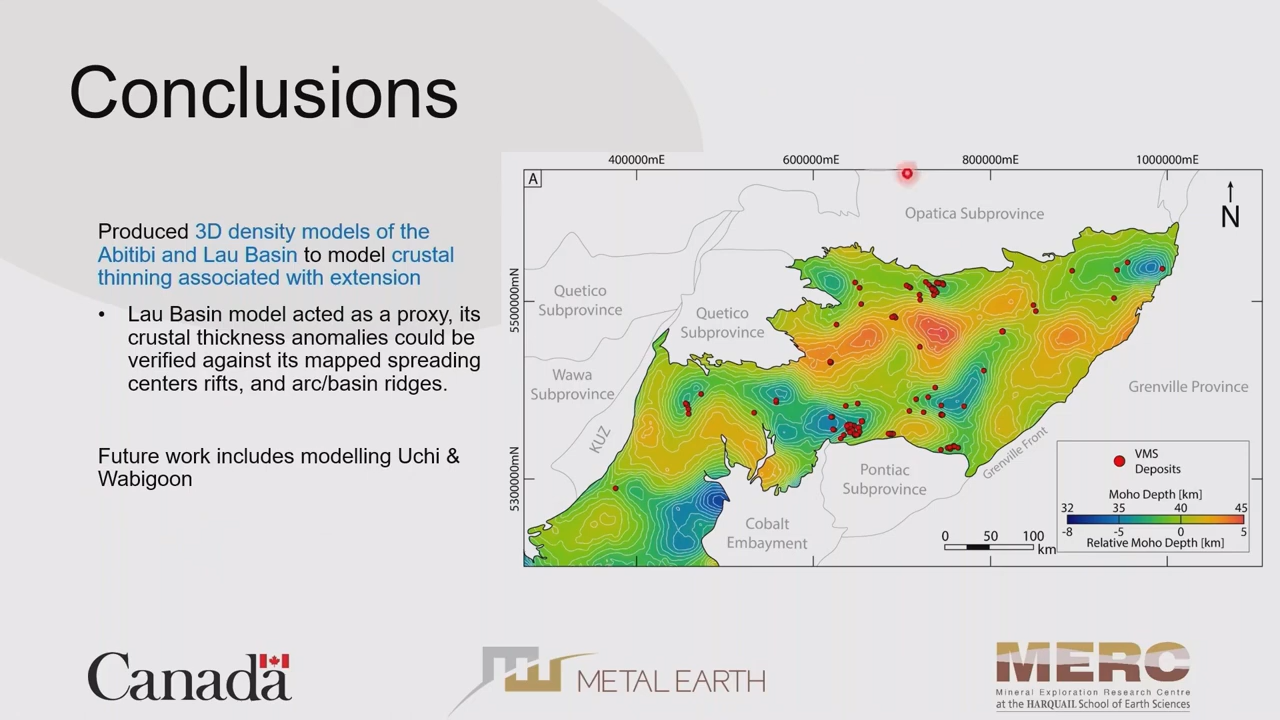 Conclusions
Produced 3D density models of the
Abitibi and Lau Basin to model crustal
thinning associated with extension
• Lau Basin model acted as a proxy, its
crustal thickness anomalies could be
verified against its mapped spreading
centers rifts, and arc/basin ridges.
Future work includes modelling Uchi &
Wabigoon
400000mE 600000mE 800000mE 1000000mE
A
N
5500000mN
5300000mN
Opatica Subprovince
Quetico
Subprovince
Quetico
Subprovince
Wawa
Subprovince
KUZ
Grenville Province
Grenville Front
Pontiac
Subprovince
Cobalt
Embayment
VMS
Deposits
Moho Depth [km]
32 35 40 45
-8 -5 0 5
Relative Moho Depth [km]
0 50 100
km
Canada
METAL EARTH
MERC
Mineral Exploration Research Centre
at the HARQUAIL School of Earth Sciences